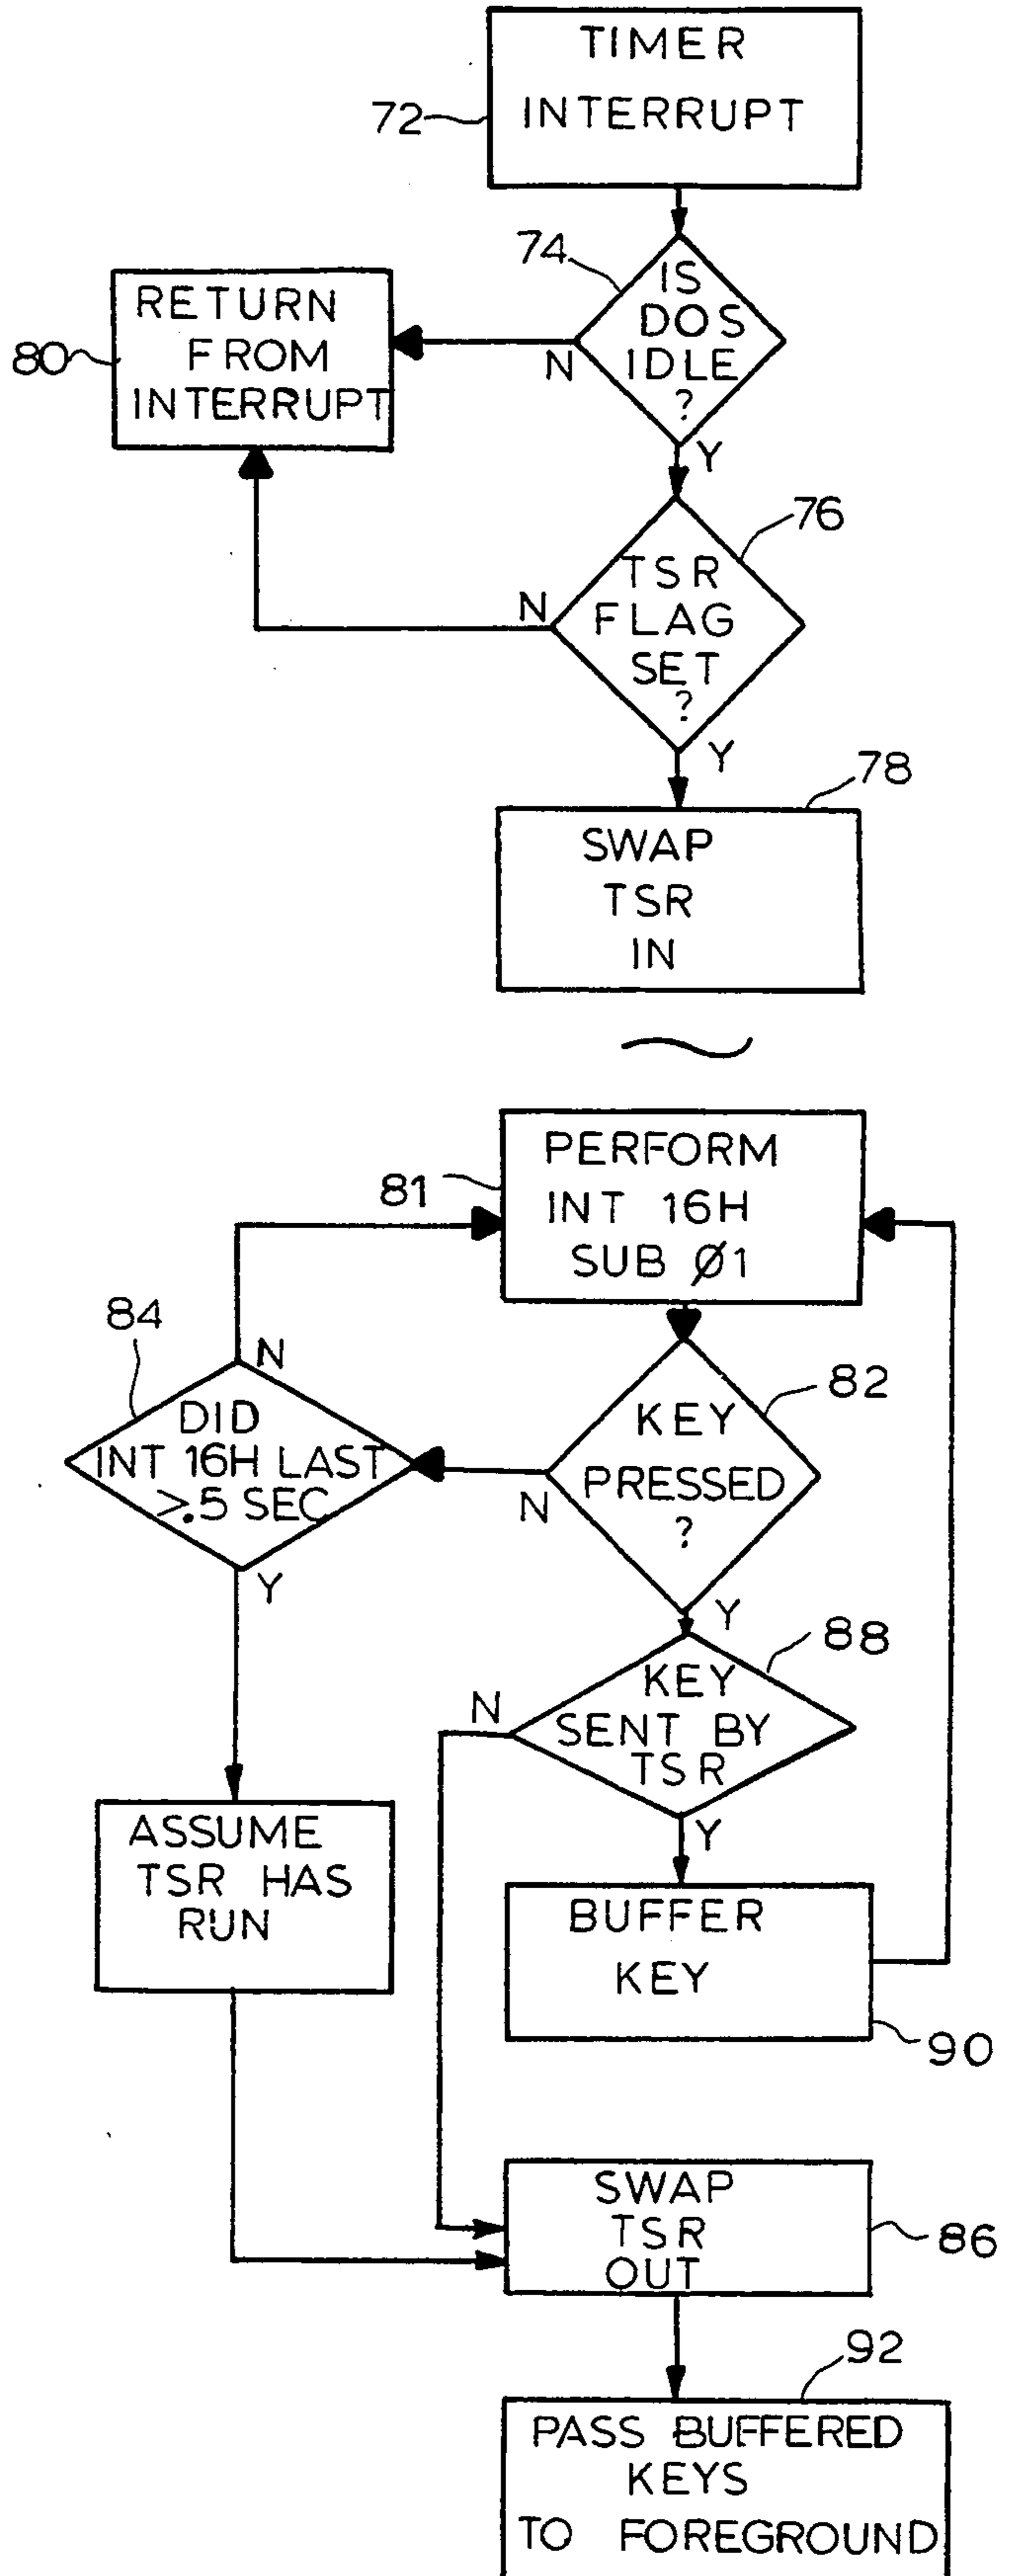 TIMER
INTERRUPT
72
74
IS
DOS
IDLE
?
N
Y
RETURN
FROM
INTERRUPT
80
76
TSR
FLAG
SET
?
N
Y
78
SWAP
TSR
IN
PERFORM
INT 16H
SUB Ø1
81
84
N
DID
INT 16H LAST
>.5 SEC
Y
82
KEY
PRESSED
?
N
Y
88
KEY
SENT BY
TSR
N
Y
ASSUME
TSR HAS
RUN
BUFFER
KEY
90
SWAP
TSR
OUT
86
92
PASS BUFFERED
KEYS
TO FOREGROUND